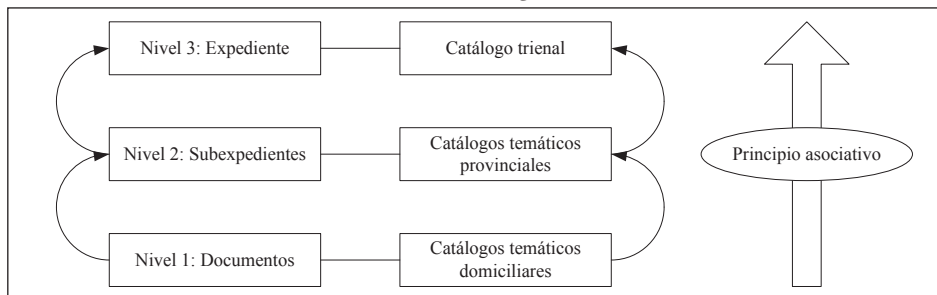 Nivel 3: Expediente
Catálogo trienal
Nivel 2: Subexpedientes
Catálogos temáticos
provinciales
Principio asociativo
Nivel 1: Documentos
Catálogos temáticos
domiciliares